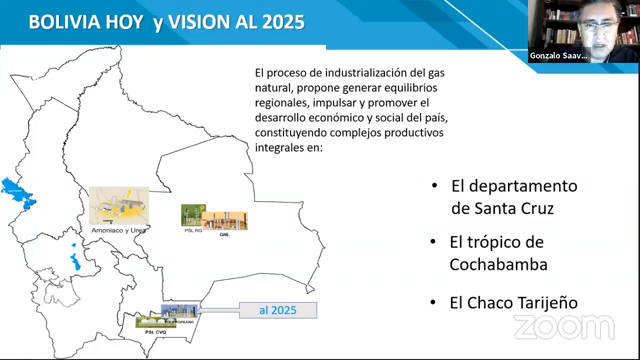 BOLIVIA HOY y VISION AL 2025
Gonzalo Saav...
El proceso de industrialización del gas
natural, propone generar equilibrios
regionales, impulsar y promover el
desarrollo económico y social del país,
constituyendo complejos productivos
integrales en:
• El departamento
de Santa Cruz
• El trópico de
Cochabamba
• El Chaco Tarijeño
Amoniaco y Urea
PSL RG
GNL
al 2025
PSL CVG
zoom